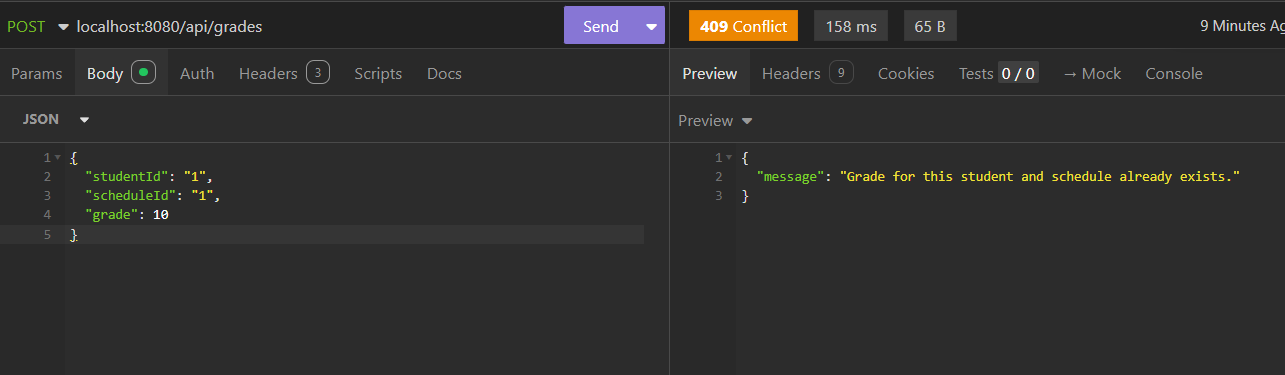 POST localhost:8080/api/grades Send 409 Conflict 158 ms 65 B 9 Minutes Ag
Params Body Auth Headers 3 Scripts Docs
Preview Headers 9 Cookies Tests 0 / 0 → Mock Console
JSON
Preview
1 {
2 "studentId": "1",
3 "scheduleId": "1",
4 "grade": 10
5 }
1 {
2 "message": "Grade for this student and schedule already exists."
3 }